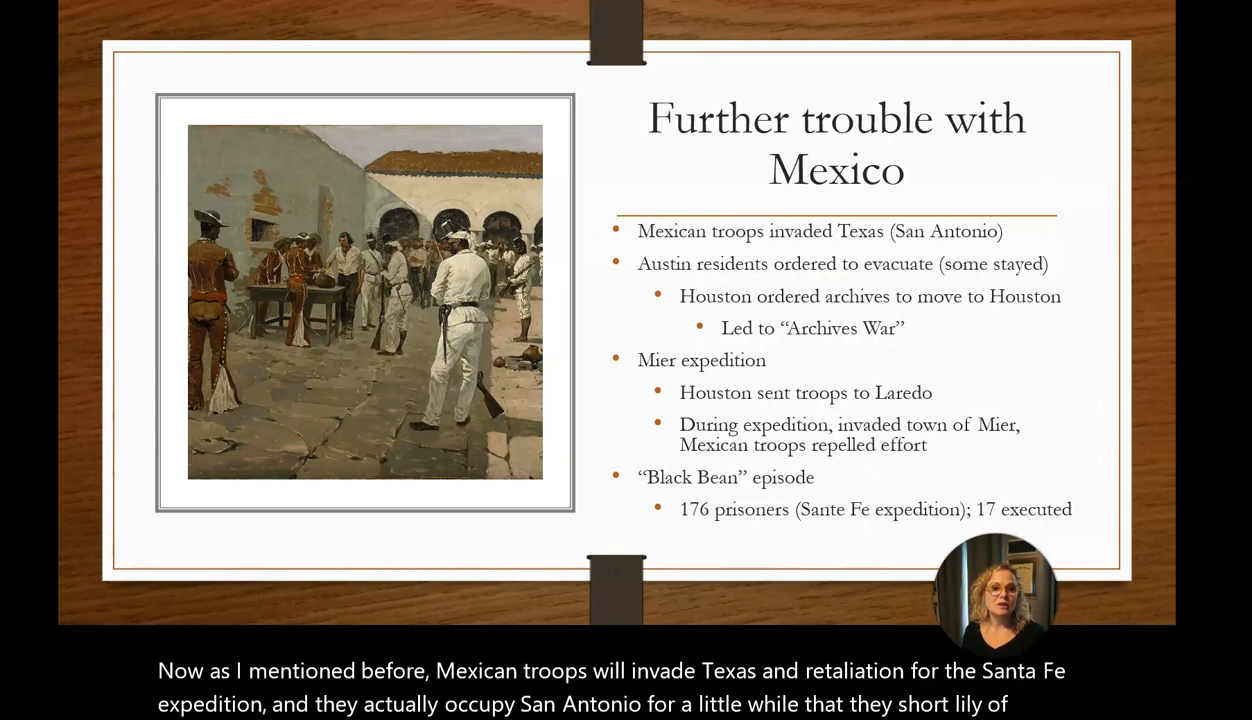 Further trouble with
Mexico
• Mexican troops invaded Texas (San Antonio)
• Austin residents ordered to evacuate (some stayed)
• Houston ordered archives to move to Houston
• Led to “Archives War”
• Mier expedition
• Houston sent troops to Laredo
• During expedition, invaded town of Mier,
Mexican troops repelled effort
• “Black Bean” episode
• 176 prisoners (Sante Fe expedition); 17 executed
Now as I mentioned before, Mexican troops will invade Texas and retaliation for the Santa Fe
expedition, and they actually occupy San Antonio for a little while that they short lily of